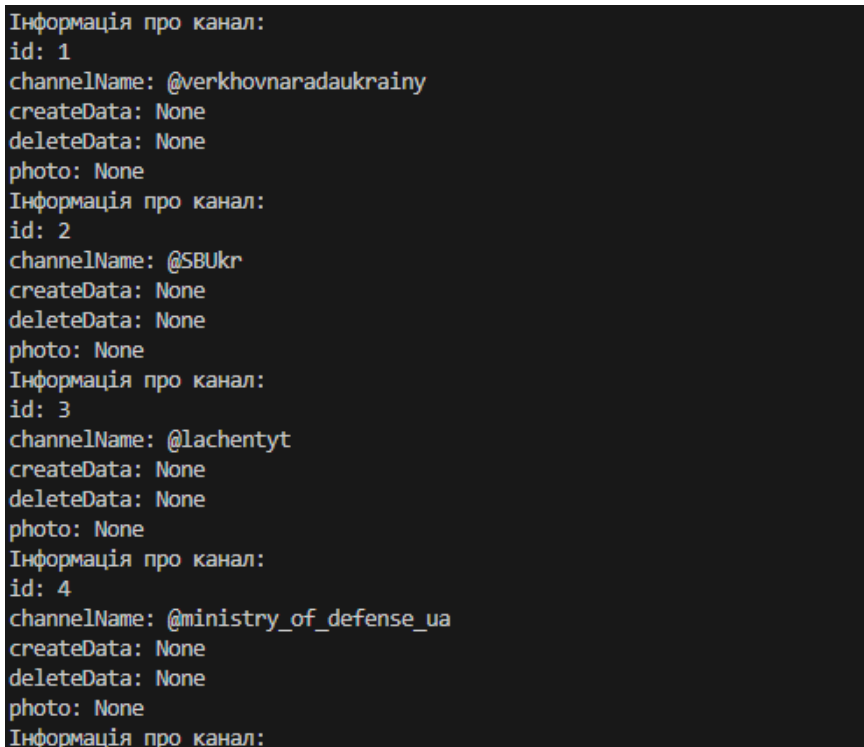 Інформація про канал:
id: 1
channelName: @verkhovnaradaukrainy
createData: None
deleteData: None
photo: None
Інформація про канал:
id: 2
channelName: @SBUkr
createData: None
deleteData: None
photo: None
Інформація про канал:
id: 3
channelName: @lachentyt
createData: None
deleteData: None
photo: None
Інформація про канал:
id: 4
channelName: @ministry_of_defense_ua
createData: None
deleteData: None
photo: None
Інформація про канал: